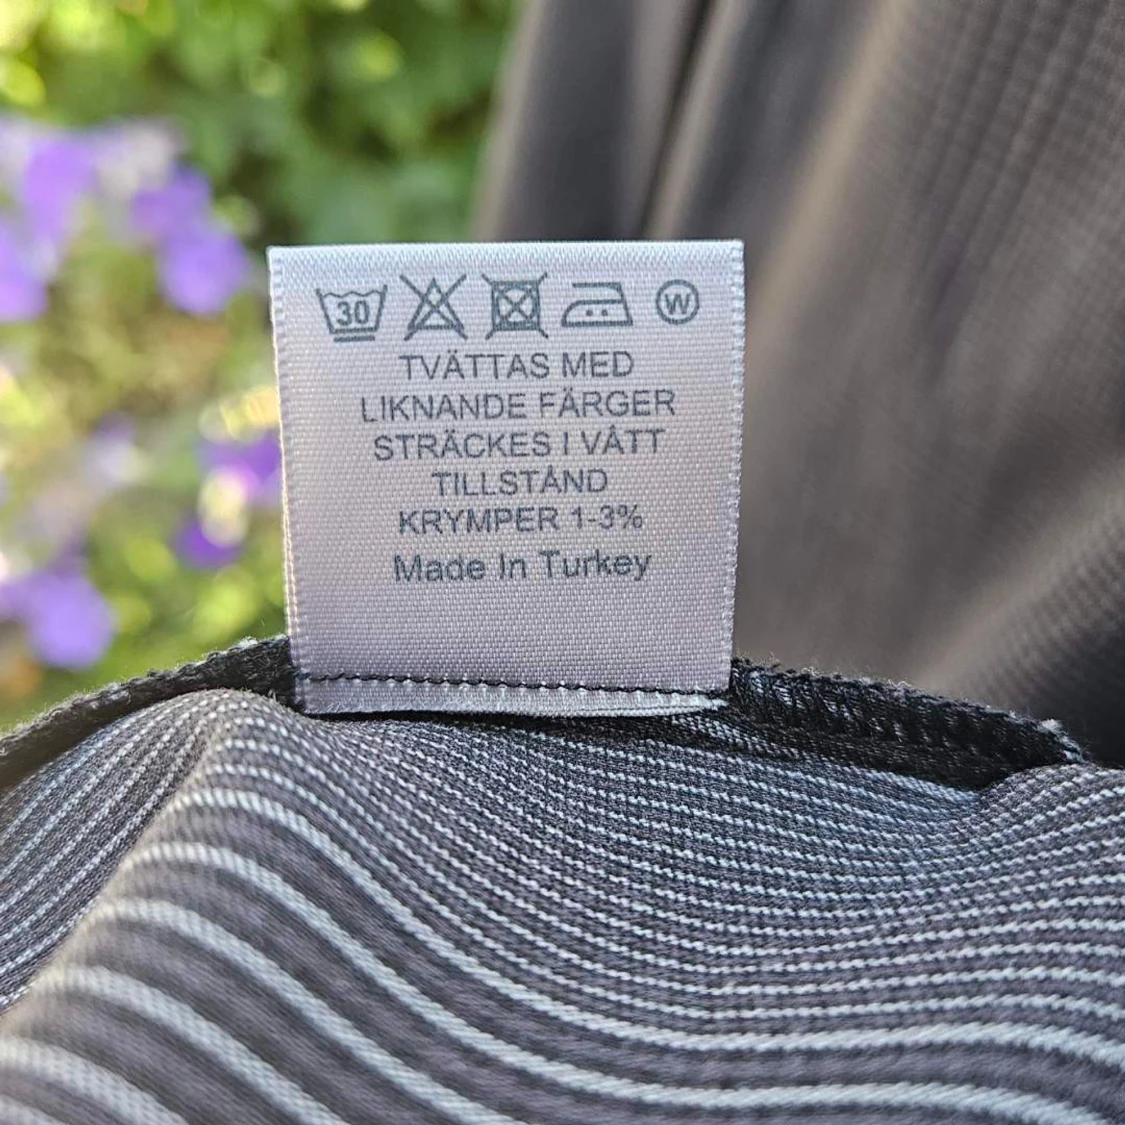 30 W
TVÄTTAS MED
LIKNANDE FÄRGER
STRÄCKES I VÅTT
TILLSTÅND
KRYMPER 1-3%
Made In Turkey